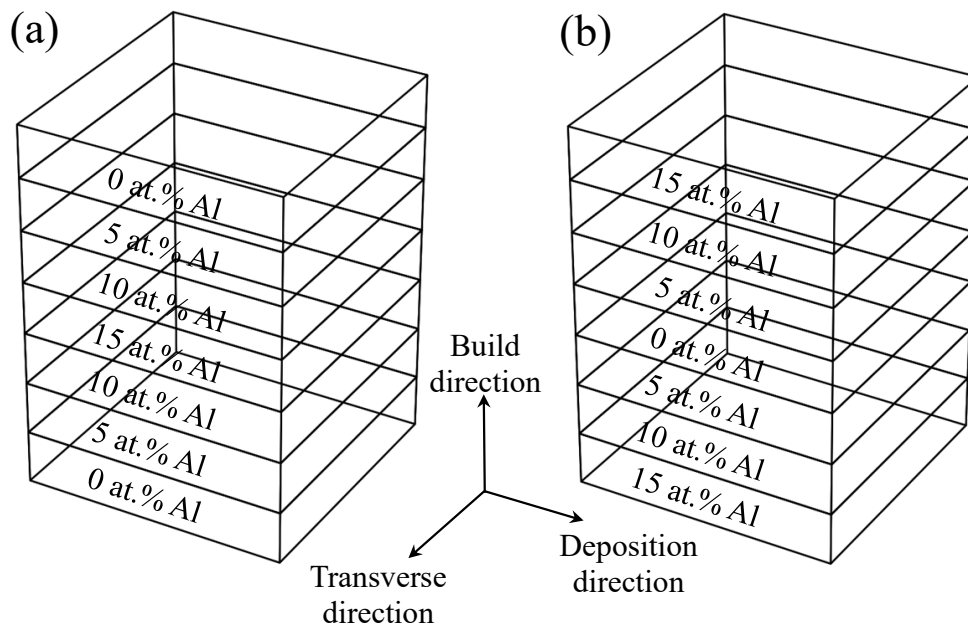 (a)
0 at.% Al
5 at.% Al
10 at.% Al
15 at.% Al
10 at.% Al
5 at.% Al
0 at.% Al
Build
direction
Transverse
direction
Deposition
direction
(b)
15 at.% Al
10 at.% Al
5 at.% Al
0 at.% Al
5 at.% Al
10 at.% Al
15 at.% Al